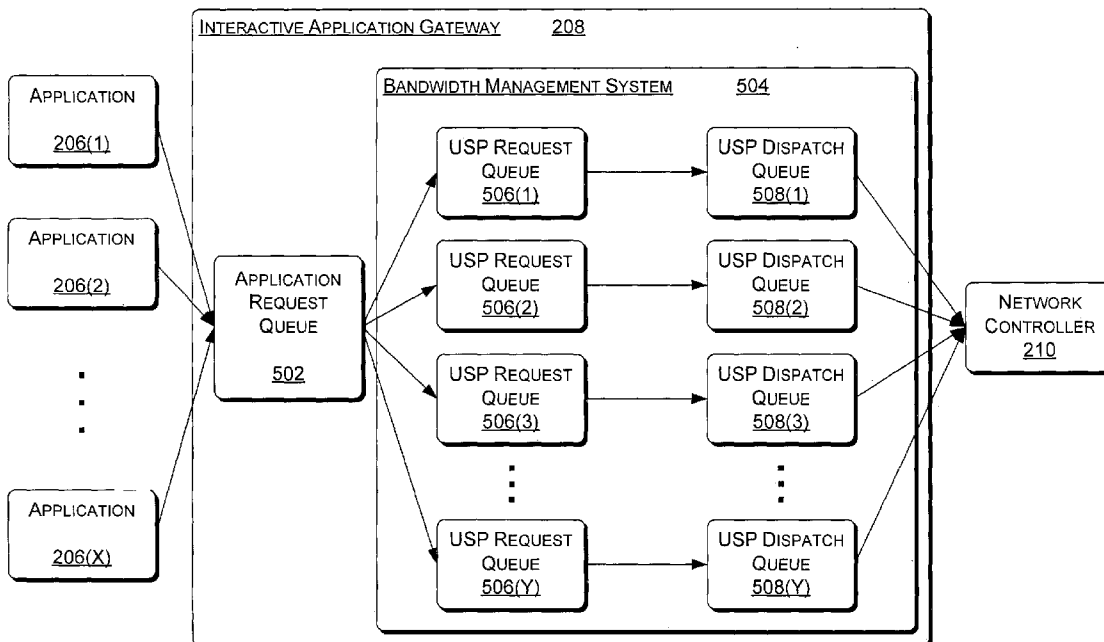 INTERACTIVE APPLICATION GATEWAY 208
BANDWIDTH MANAGEMENT SYSTEM 504
APPLICATION
206(1)
APPLICATION
206(2)
APPLICATION
206(X)
APPLICATION
REQUEST
QUEUE
502
USP REQUEST
QUEUE
506(1)
USP DISPATCH
QUEUE
508(1)
USP REQUEST
QUEUE
506(2)
USP DISPATCH
QUEUE
508(2)
USP REQUEST
QUEUE
506(3)
USP DISPATCH
QUEUE
508(3)
USP REQUEST
QUEUE
506(Y)
USP DISPATCH
QUEUE
508(Y)
NETWORK
CONTROLLER
210